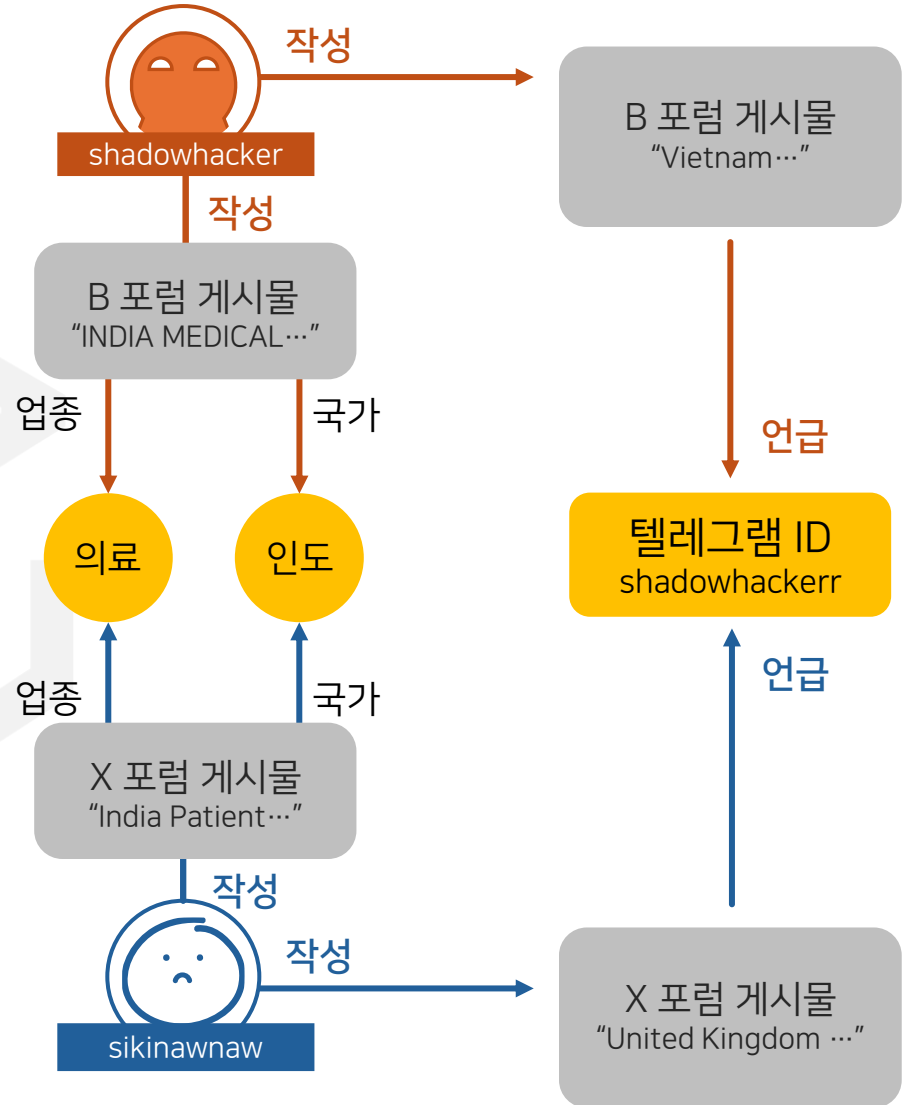 작성
shadowhacker
B 포럼 게시물
“Vietnam…”
작성
B 포럼 게시물
“INDIA MEDICAL…”
업종
국가
언급
의료
인도
텔레그램 ID
shadowhackerr
업종
국가
언급
X 포럼 게시물
“India Patient…”
작성
작성
sikinawnaw
X 포럼 게시물
“United Kingdom …”